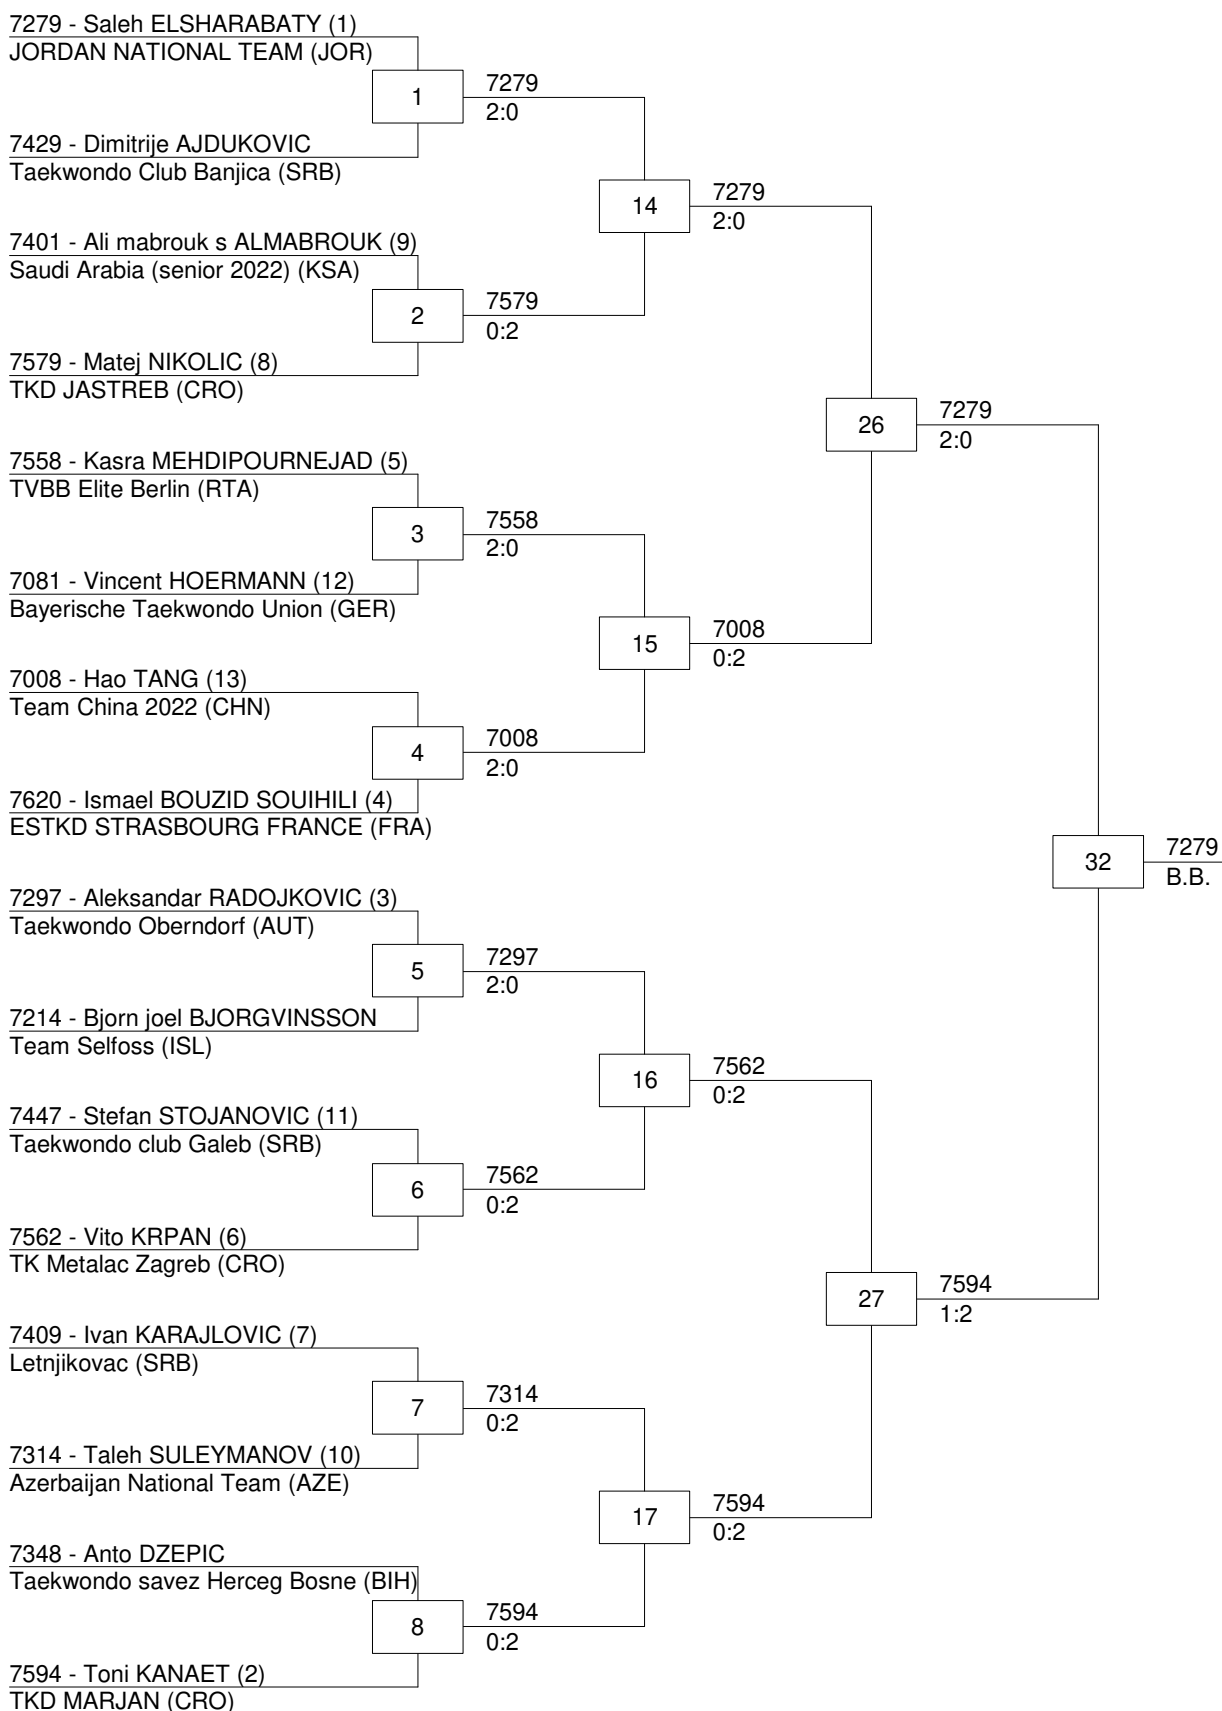 7279 - Saleh ELSHARABATY (1)
JORDAN NATIONAL TEAM (JOR)
1
7279
2:0
7429 - Dimitrije AJDUKOVIC
Taekwondo Club Banjica (SRB)
14
7279
2:0
7401 - Ali mabrouk s ALMABROUK (9)
Saudi Arabia (senior 2022) (KSA)
2
7579
0:2
7579 - Matej NIKOLIC (8)
TKD JASTREB (CRO)
26
7279
2:0
7558 - Kasra MEHDIPOURNEJAD (5)
TVBB Elite Berlin (RTA)
3
7558
2:0
7081 - Vincent HOERMANN (12)
Bayerische Taekwondo Union (GER)
15
7008
0:2
7008 - Hao TANG (13)
Team China 2022 (CHN)
4
7008
2:0
7620 - Ismael BOUZID SOUIHILI (4)
ESTKD STRASBOURG FRANCE (FRA)
32
7279
B.B.
7297 - Aleksandar RADOJKOVIC (3)
Taekwondo Oberndorf (AUT)
5
7297
2:0
7214 - Bjorn joel BJORGVINSSON
Team Selfoss (ISL)
16
7562
0:2
7447 - Stefan STOJANOVIC (11)
Taekwondo club Galeb (SRB)
6
7562
0:2
7562 - Vito KRPAN (6)
TK Metalac Zagreb (CRO)
27
7594
1:2
7409 - Ivan KARAJLOVIC (7)
Letnjikovac (SRB)
7
7314
0:2
7314 - Taleh SULEYMANOV (10)
Azerbaijan National Team (AZE)
17
7594
0:2
7348 - Anto DZEPIC
Taekwondo savez Herceg Bosne (BIH)
8
7594
0:2
7594 - Toni KANAET (2)
TKD MARJAN (CRO)